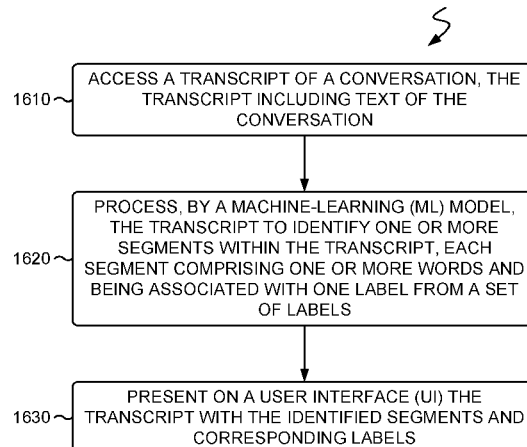 1610
ACCESS A TRANSCRIPT OF A CONVERSATION, THE
TRANSCRIPT INCLUDING TEXT OF THE
CONVERSATION
1620
PROCESS, BY A MACHINE-LEARNING (ML) MODEL,
THE TRANSCRIPT TO IDENTIFY ONE OR MORE
SEGMENTS WITHIN THE TRANSCRIPT, EACH
SEGMENT COMPRISING ONE OR MORE WORDS AND
BEING ASSOCIATED WITH ONE LABEL FROM A SET
OF LABELS
1630
PRESENT ON A USER INTERFACE (UI) THE
TRANSCRIPT WITH THE IDENTIFIED SEGMENTS AND
CORRESPONDING LABELS